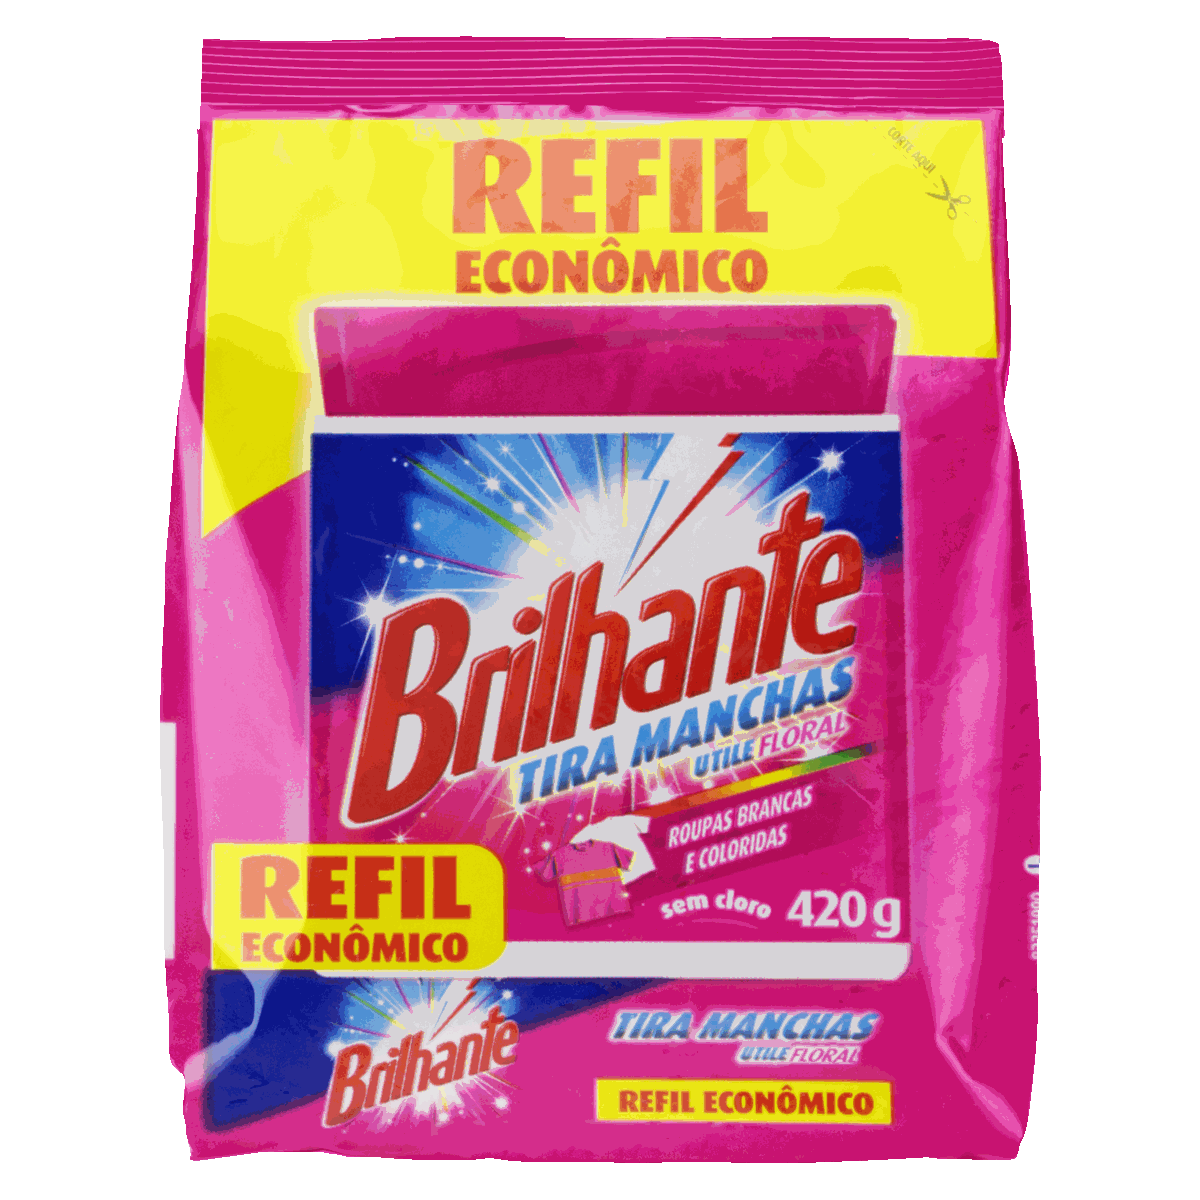 CORTE AQUI
REFIL
ECONÔMICO
Brilhante
TIRA MANCHAS
UTILE FLORAL
ROUPAS BRANCAS
E COLORIDAS
sem cloro 420g
REFIL
ECONÔMICO
Brilhante
TIRA MANCHAS
UTILE FLORAL
REFIL ECONÔMICO